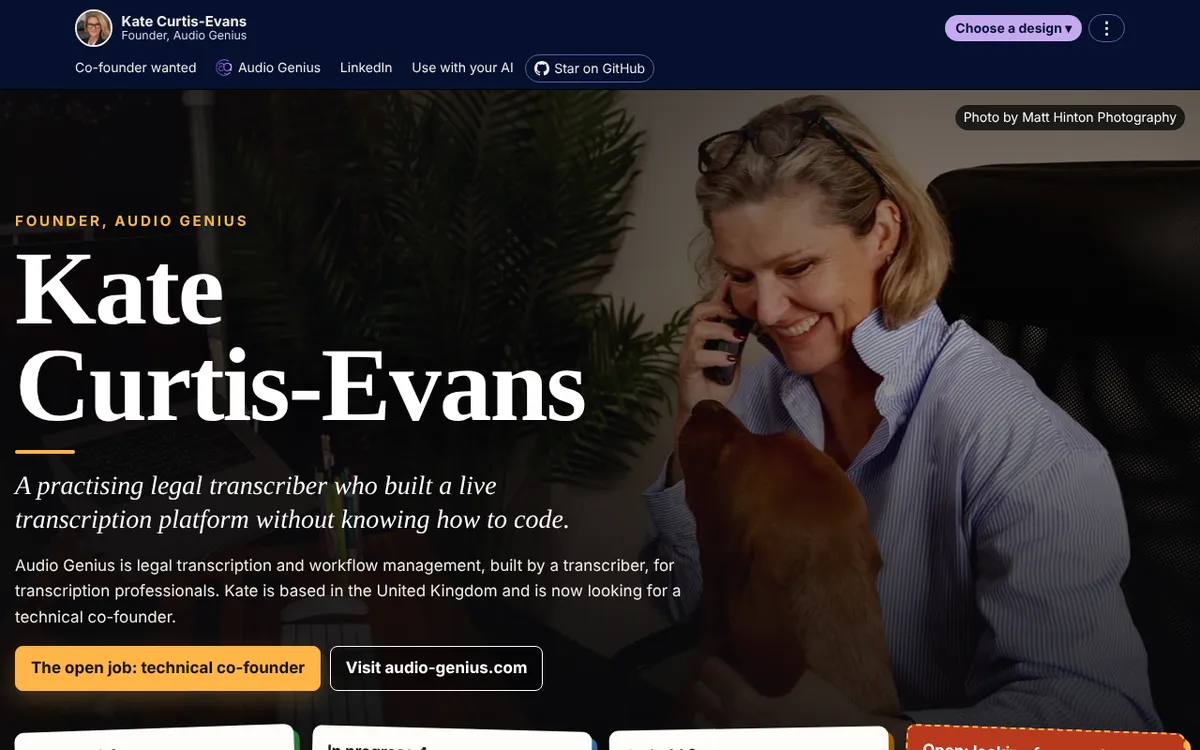 Kate Curtis-Evans
Founder, Audio Genius
Choose a design ▾
Co-founder wanted
Audio Genius
LinkedIn
Use with your AI
Star on GitHub
Photo by Matt Hinton Photography
FOUNDER, AUDIO GENIUS
Kate
Curtis-Evans
A practising legal transcriber who built a live
transcription platform without knowing how to code.
Audio Genius is legal transcription and workflow management, built by a transcriber, for
transcription professionals. Kate is based in the United Kingdom and is now looking for a
technical co-founder.
The open job: technical co-founder
Visit audio-genius.com